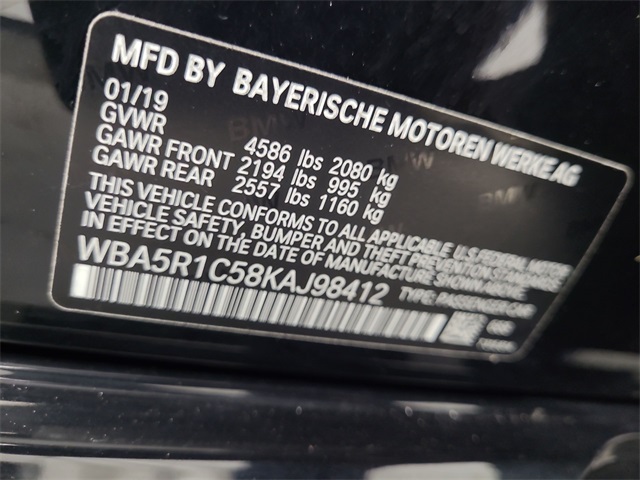 MFD BY BAYERISCHE MOTOREN WERKE AG
01/19
GVWR 4586 lbs 2080 kg
GAWR FRONT 2194 lbs 995 kg
GAWR REAR 2557 lbs 1160 kg
THIS VEHICLE CONFORMS TO ALL APPLICABLE U.S. FEDERAL MOTOR
VEHICLE SAFETY, BUMPER AND THEFT PREVENTION STANDARDS
IN EFFECT ON THE DATE OF MANUFACTURE SHOWN ABOVE.
WBA5R1C58KAJ98412 TYPE: PASSENGER CAR